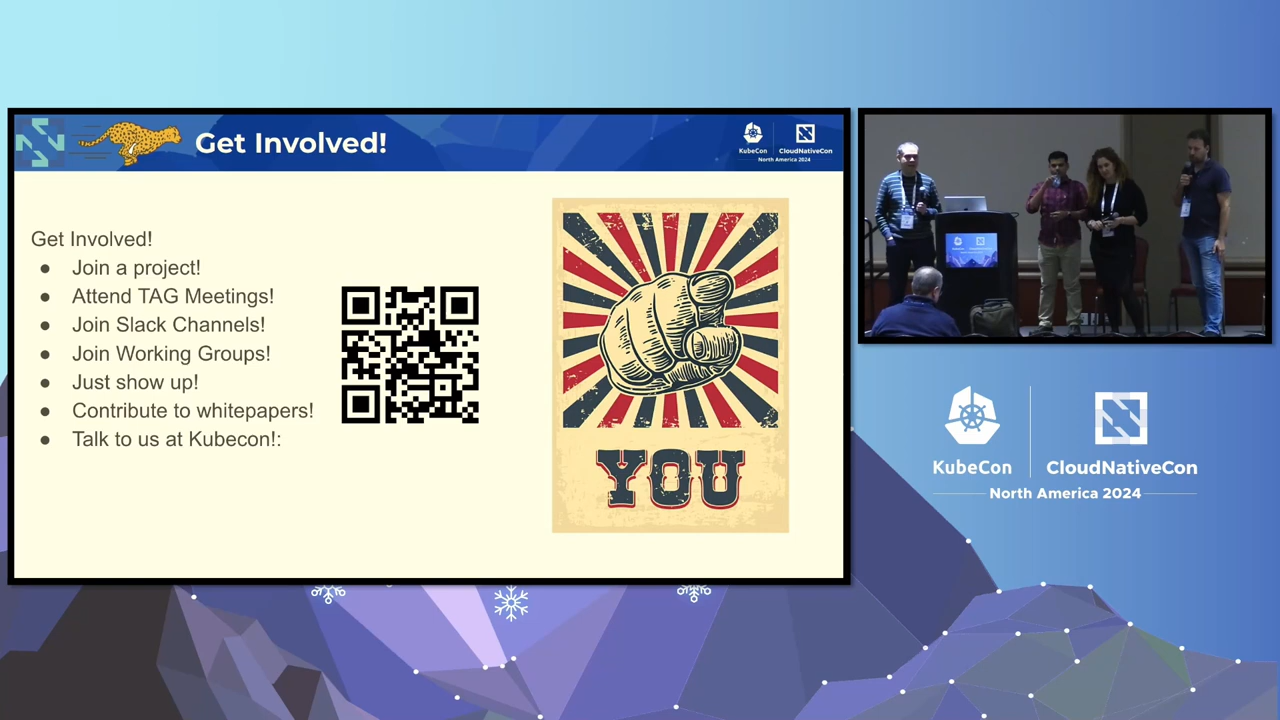 Get Involved!
KubeCon
CloudNativeCon
North America 2024
Get Involved!
● Join a project!
● Attend TAG Meetings!
● Join Slack Channels!
● Join Working Groups!
● Just show up!
● Contribute to whitepapers!
● Talk to us at Kubecon!:
YOU
KubeCon
CloudNativeCon
North America 2024